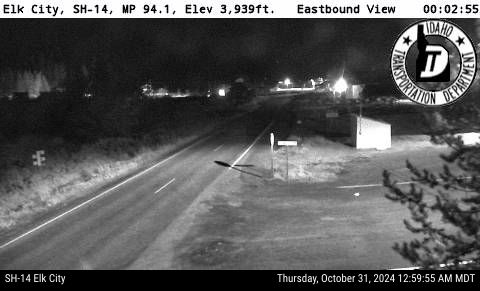 Elk City, SH-14, MP 94.1, Elev 3,939ft. Eastbound View 00:02:55
IDAHO
TRANSPORTATION DEPARTMENT
SH-14 Elk City Thursday, October 31, 2024 12:59:55 AM MDT